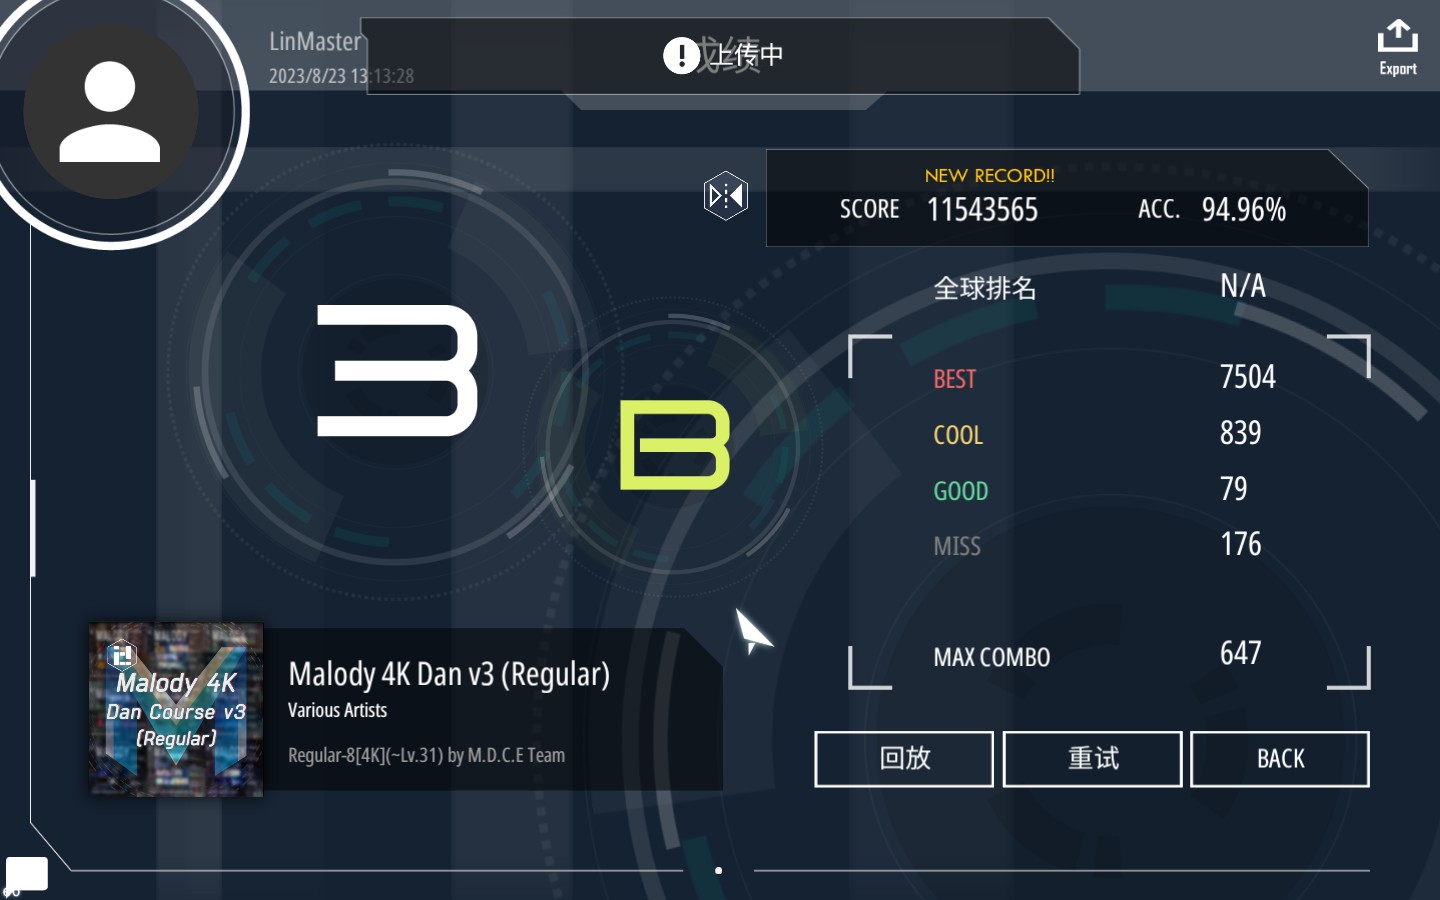 LinMaster
2023/8/23 13:13:28
成绩
上传中
Export
NEW RECORD!!
SCORE 11543565 ACC. 94.96%
全球排名 N/A
B
BEST 7504
COOL 839
GOOD 79
MISS 176
MAX COMBO 647
Malody 4K
Dan Course v3
(Regular)
Malody 4K Dan v3 (Regular)
Various Artists
Regular-8[4K](~Lv.31) by M.D.C.E Team
回放 重试 BACK